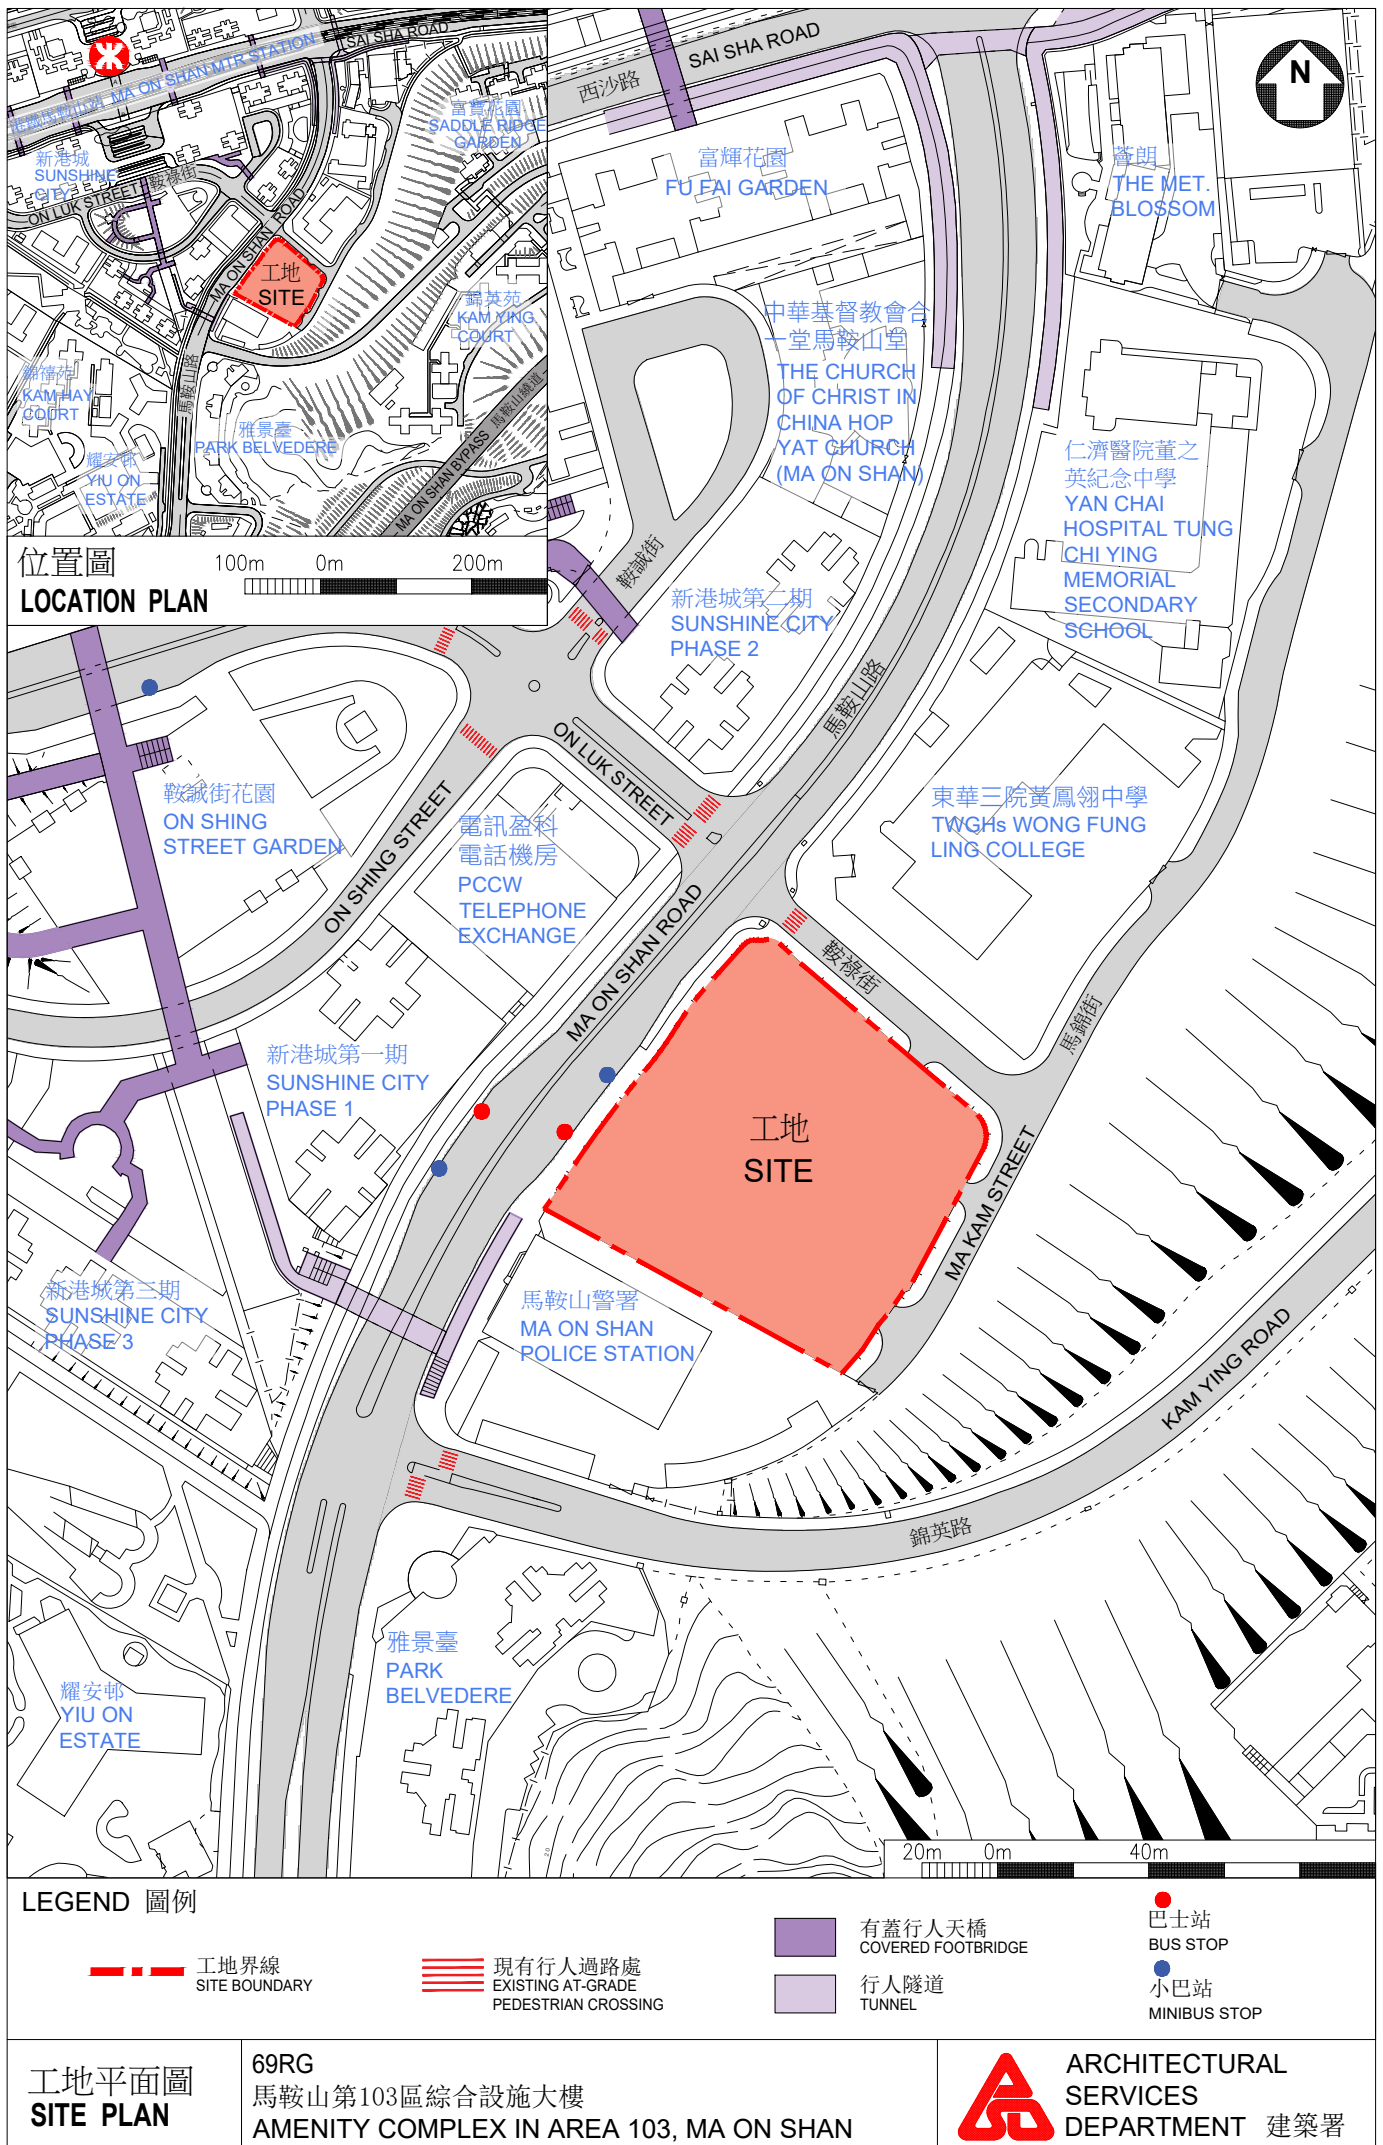 港鐵馬鞍山站 MA ON SHAN MTR STATION
SAI SHA ROAD
富寶花園
SADDLE RIDGE
GARDEN
新港城
SUNSHINE
CITY
ON LUK STREET 鞍祿街
MA ON SHAN ROAD
工地
SITE
錦英苑
KAM YING
COURT
錦禧苑
KAM HAY
COURT
馬鞍山路
雅景臺
PARK BELVEDERE
耀安邨
YIU ON
ESTATE
MA ON SHAN BYPASS 馬鞍山繞道
位置圖
LOCATION PLAN
100m 0m 200m
西沙路 SAI SHA ROAD
N
富輝花園
FU FAI GARDEN
薈朗
THE MET.
BLOSSOM
中華基督教會合
一堂馬鞍山堂
THE CHURCH
OF CHRIST IN
CHINA HOP
YAT CHURCH
(MA ON SHAN)
仁濟醫院董之
英紀念中學
YAN CHAI
HOSPITAL TUNG
CHI YING
MEMORIAL
SECONDARY
SCHOOL
鞍誠街
新港城第二期
SUNSHINE CITY
PHASE 2
馬鞍山路
ON LUK STREET
鞍誠街花園
ON SHING
STREET GARDEN
ON SHING STREET
電訊盈科
電話機房
PCCW
TELEPHONE
EXCHANGE
東華三院黃鳳翎中學
TWGHs WONG FUNG
LING COLLEGE
MA ON SHAN ROAD
鞍祿街
馬錦街
新港城第一期
SUNSHINE CITY
PHASE 1
工地
SITE
MA KAM STREET
新港城第三期
SUNSHINE CITY
PHASE 3
馬鞍山警署
MA ON SHAN
POLICE STATION
KAM YING ROAD
錦英路
雅景臺
PARK
BELVEDERE
耀安邨
YIU ON
ESTATE
20m 0m 40m
LEGEND 圖例
工地界線
SITE BOUNDARY
現有行人過路處
EXISTING AT-GRADE
PEDESTRIAN CROSSING
有蓋行人天橋
COVERED FOOTBRIDGE
行人隧道
TUNNEL
巴士站
BUS STOP
小巴站
MINIBUS STOP
工地平面圖
SITE PLAN
69RG
馬鞍山第103區綜合設施大樓
AMENITY COMPLEX IN AREA 103, MA ON SHAN
ARCHITECTURAL
SERVICES
DEPARTMENT 建築署